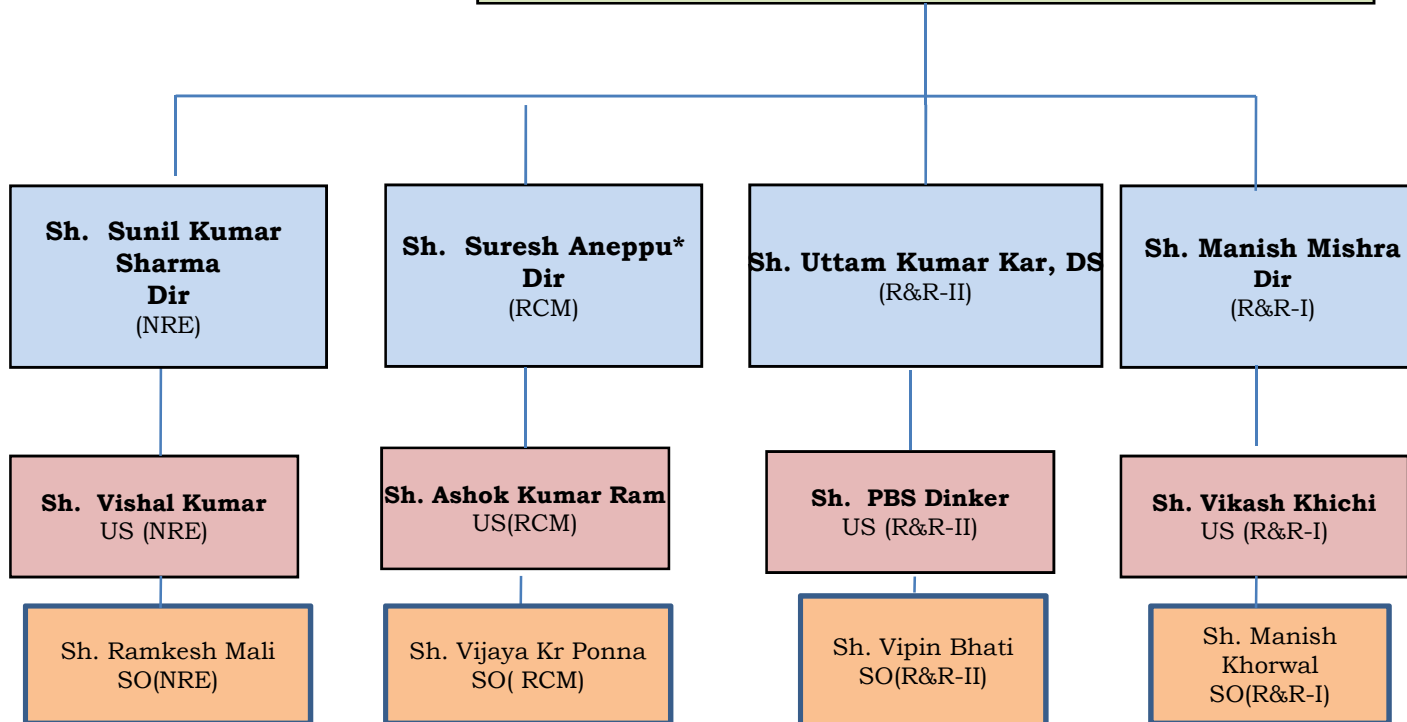 Sh. Sunil Kumar
Sharma
Dir
(NRE)
Sh. Suresh Aneppu*
Dir
(RCM)
Sh. Uttam Kumar Kar, DS
(R&R-II)
Sh. Manish Mishra
Dir
(R&R-I)
Sh. Vishal Kumar
US (NRE)
Sh. Ashok Kumar Ram
US(RCM)
Sh. PBS Dinker
US (R&R-II)
Sh. Vikash Khichi
US (R&R-I)
Sh. Ramkesh Mali
SO(NRE)
Sh. Vijaya Kr Ponna
SO( RCM)
Sh. Vipin Bhati
SO(R&R-II)
Sh. Manish
Khorwal
SO(R&R-I)